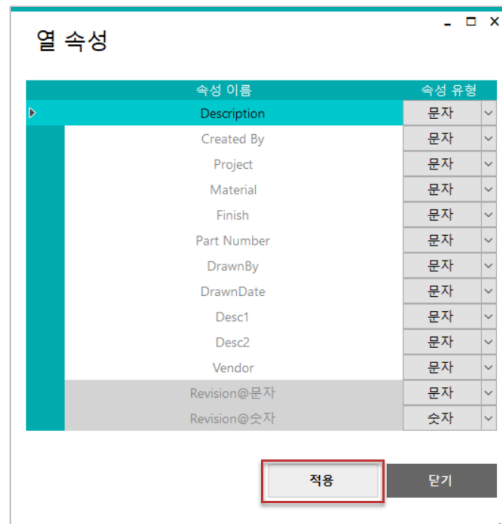 열 속성
속성 이름 속성 유형
Description 문자
Created By 문자
Project 문자
Material 문자
Finish 문자
Part Number 문자
DrawnBy 문자
DrawnDate 문자
Desc1 문자
Desc2 문자
Vendor 문자
Revision@문자 문자
Revision@숫자 숫자
적용 닫기